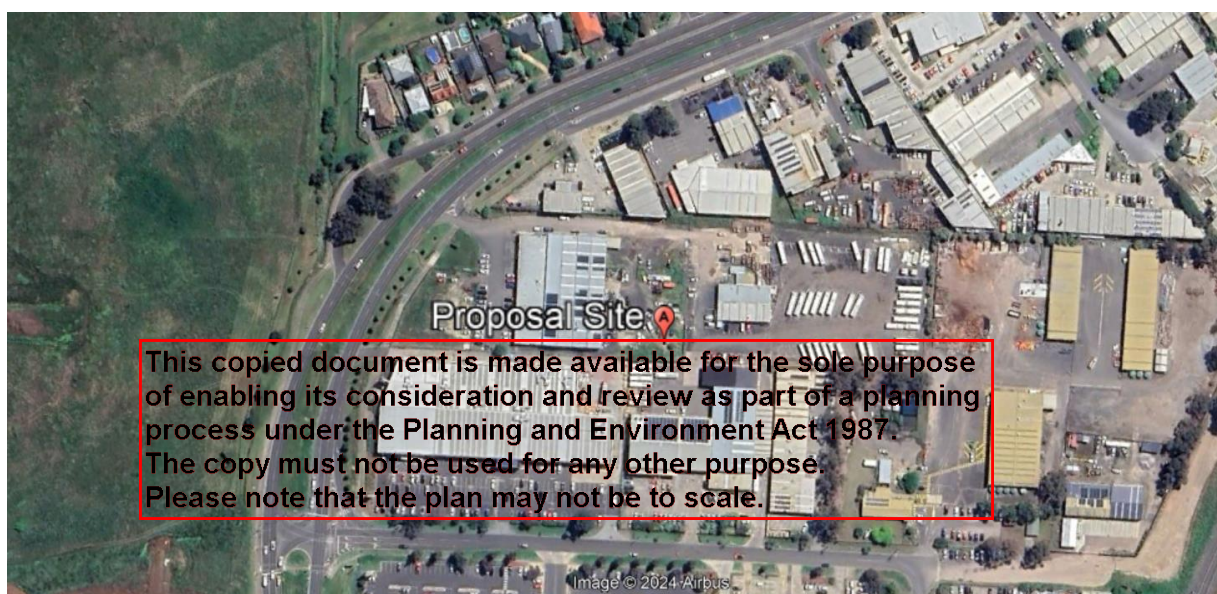 Proposal Site
A
This copied document is made available for the sole purpose
of enabling its consideration and review as part of a planning
process under the Planning and Environment Act 1987.
The copy must not be used for any other purpose.
Please note that the plan may not be to scale.
Image © 2024 Airbus